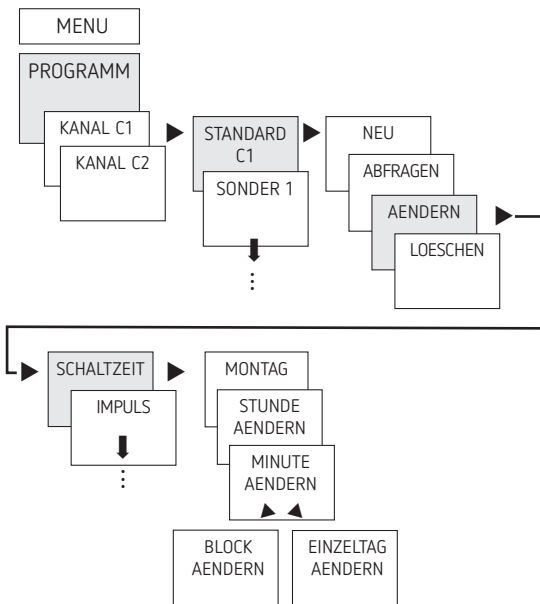 MENU
PROGRAMM
KANAL C1
KANAL C2
STANDARD
C1
SONDER 1
NEU
ABFRAGEN
AENDERN
LOESCHEN
SCHALTZEIT
IMPULS
MONTAG
STUNDE
AENDERN
MINUTE
AENDERN
BLOCK
AENDERN
EINZELTAG
AENDERN